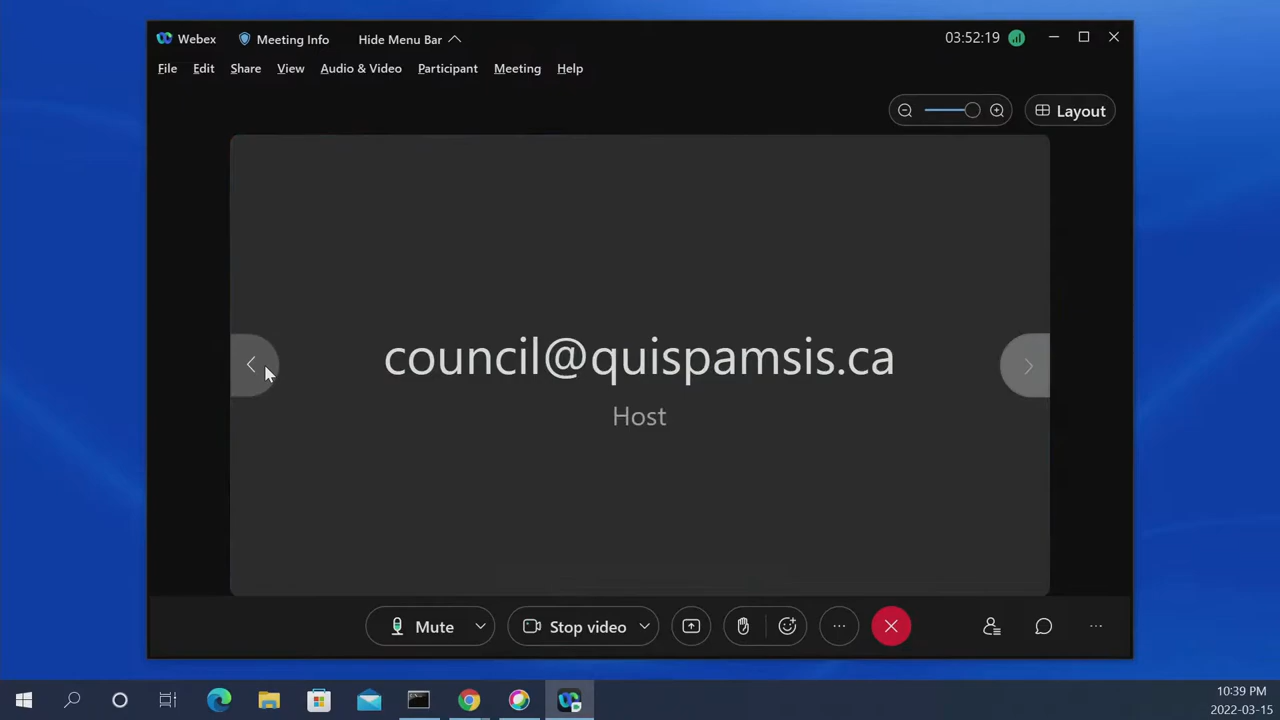 Webex Meeting Info Hide Menu Bar 03:52:19
File Edit Share View Audio & Video Participant Meeting Help
Layout
council@quispamsis.ca
Host
Mute Stop video
10:39 PM
2022-03-15